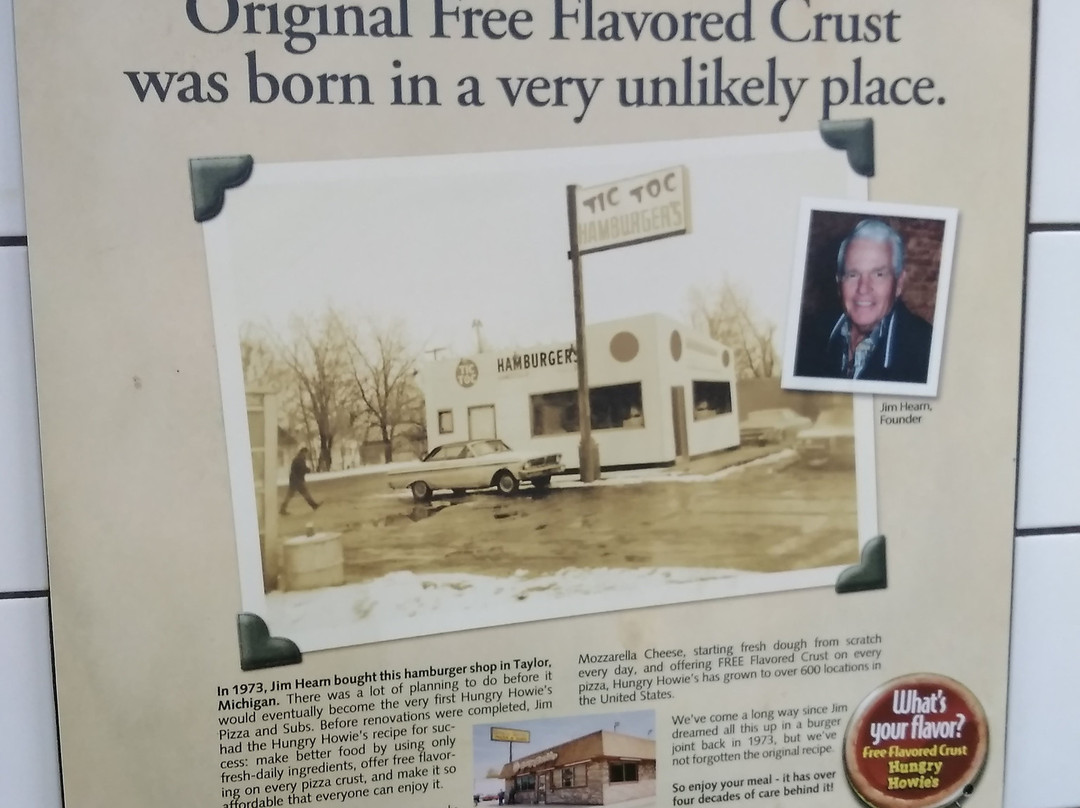 Original Free Flavored Crust
was born in a very unlikely place.
TIC TOC
HAMBURGER'S
TIC
TOC
HAMBURGERS
Jim Hearn,
Founder
In 1973, Jim Hearn bought this hamburger shop in Taylor,
Michigan. There was a lot of planning to do before it
would eventually become the very first Hungry Howie's
Pizza and Subs. Before renovations were completed, Jim
had the Hungry Howie's recipe for suc-
cess: make better food by using only
fresh-daily ingredients, offer free flavor-
ing on every pizza crust, and make it so
affordable that everyone can enjoy it.
Mozzarella Cheese, starting fresh dough from scratch
every day, and offering FREE Flavored Crust on every
pizza, Hungry Howie's has grown to over 600 locations in
the United States.
We've come a long way since Jim
dreamed all this up in a burger
joint back in 1973, but we've
not forgotten the original recipe.
So enjoy your meal - it has over
four decades of care behind it!
What's
your flavor?
Free Flavored Crust
Hungry
Howie's